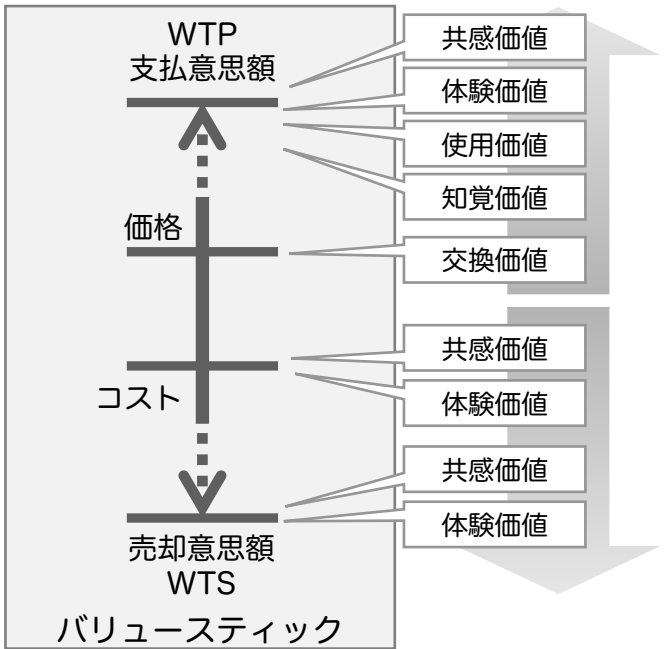 WTP
支払意思額
価格
コスト
売却意思額
WTS
バリュースティック
共感価値
体験価値
使用価値
知覚価値
交換価値
共感価値
体験価値
共感価値
体験価値